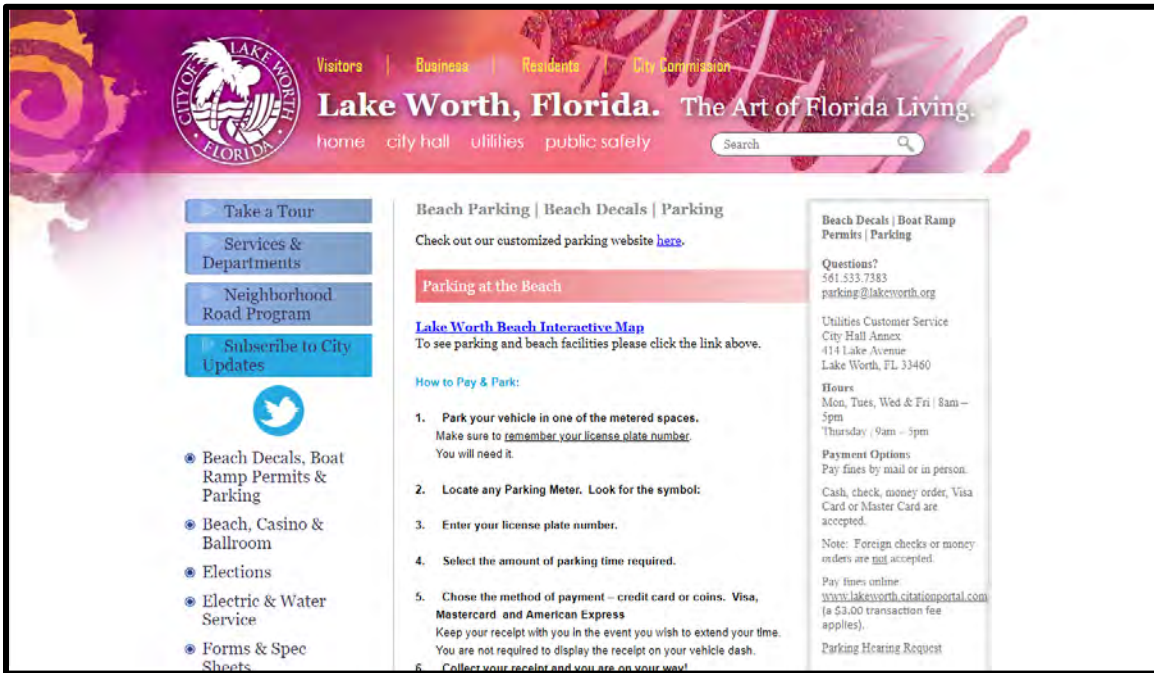 CITY OF LAKE WORTH
FLORIDA
Visitors | Business | Residents | City Commission
Lake Worth, Florida. The Art of Florida Living.
home city hall utilities public safety
Search
Take a Tour
Services &
Departments
Neighborhood
Road Program
Subscribe to City
Updates
Beach Decals, Boat
Ramp Permits &
Parking
Beach, Casino &
Ballroom
Elections
Electric & Water
Service
Forms & Spec
Sheets
Beach Parking | Beach Decals | Parking
Check out our customized parking website here.
Parking at the Beach
Lake Worth Beach Interactive Map
To see parking and beach facilities please click the link above.
How to Pay & Park:
1. Park your vehicle in one of the metered spaces.
Make sure to remember your license plate number.
You will need it.
2. Locate any Parking Meter. Look for the symbol:
3. Enter your license plate number.
4. Select the amount of parking time required.
5. Chose the method of payment – credit card or coins. Visa,
Mastercard and American Express
Keep your receipt with you in the event you wish to extend your time.
You are not required to display the receipt on your vehicle dash.
6. Collect your receipt and you are on your way!
Beach Decals | Boat Ramp
Permits | Parking
Questions?
561.533.7383
parking@lakeworth.org
Utilities Customer Service
City Hall Annex
414 Lake Avenue
Lake Worth, FL 33460
Hours
Mon, Tues, Wed & Fri | 8am –
5pm
Thursday | 9am – 5pm
Payment Options
Pay fines by mail or in person.
Cash, check, money order, Visa
Card or Master Card are
accepted.
Note: Foreign checks or money
orders are not accepted.
Pay fines online
www.lakeworth.citationportal.com
(a $3.00 transaction fee
applies).
Parking Hearing Request